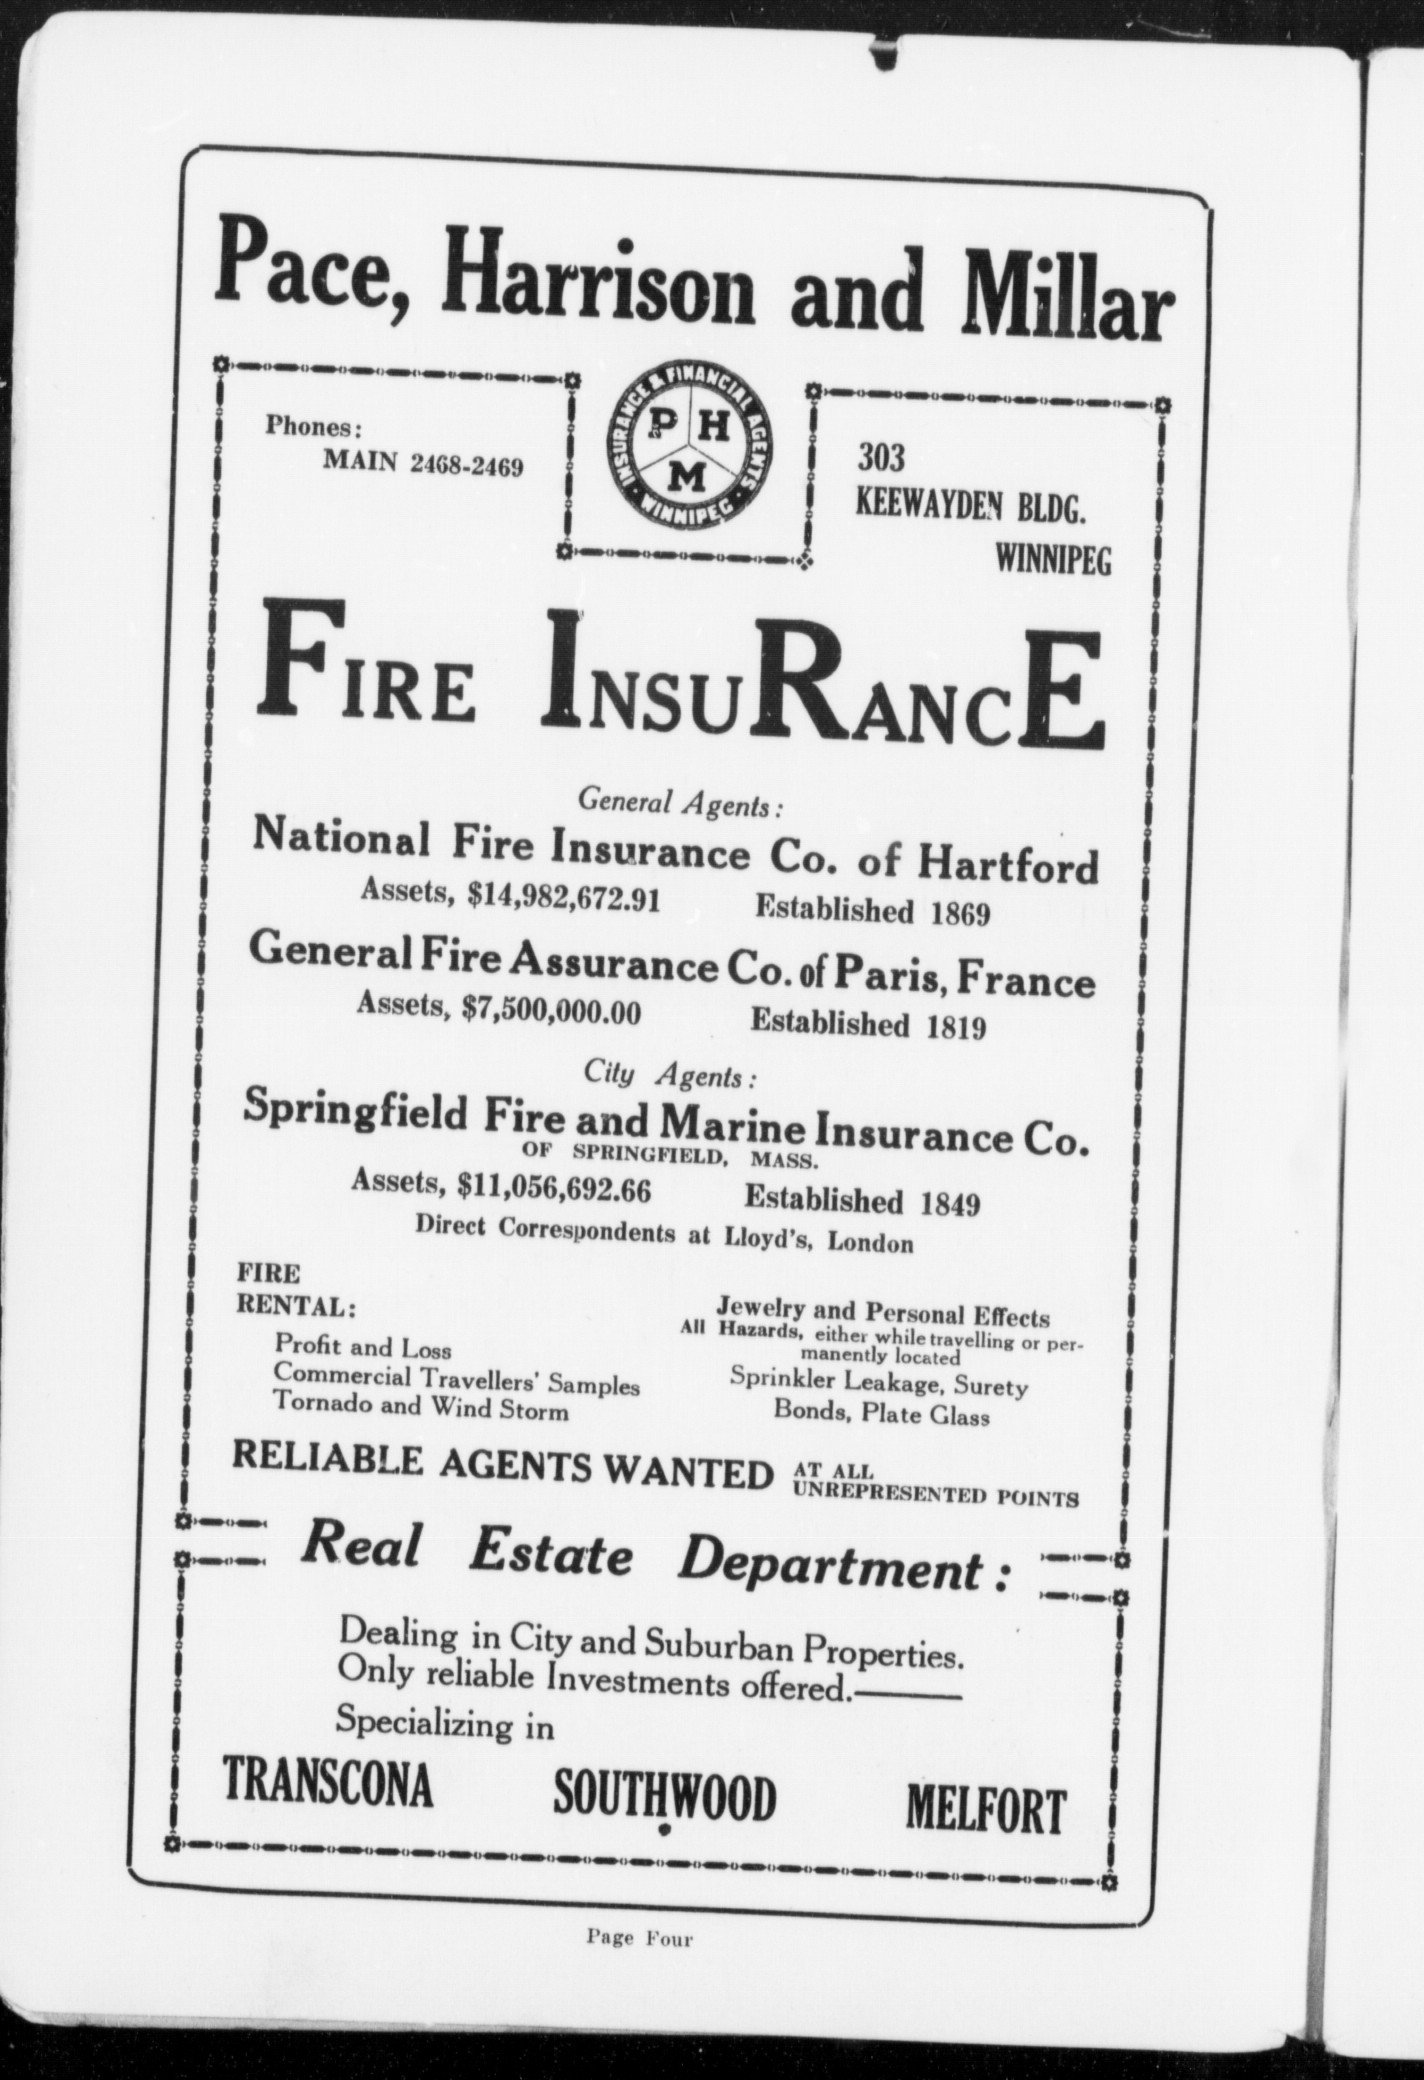 Pace, Harrison and Millar
Phones:
MAIN 2468-2469
INSURANCE & FINANCIAL AGENTS
P H
M
WINNIPEG
303
KEEWAYDEN BLDG.
WINNIPEG
FIRE INSURANCE
General Agents:
National Fire Insurance Co. of Hartford
Assets, $14,982,672.91 Established 1869
General Fire Assurance Co. of Paris, France
Assets, $7,500,000.00 Established 1819
City Agents:
Springfield Fire and Marine Insurance Co.
OF SPRINGFIELD, MASS.
Assets, $11,056,692.66 Established 1849
Direct Correspondents at Lloyd's, London
FIRE
RENTAL:
Profit and Loss
Commercial Travellers' Samples
Tornado and Wind Storm
Jewelry and Personal Effects
All Hazards, either while travelling or per-
manently located
Sprinkler Leakage, Surety
Bonds, Plate Glass
RELIABLE AGENTS WANTED AT ALL
UNREPRESENTED POINTS
Real Estate Department:
Dealing in City and Suburban Properties.
Only reliable Investments offered.
Specializing in
TRANSCONA SOUTHWOOD MELFORT
Page Four